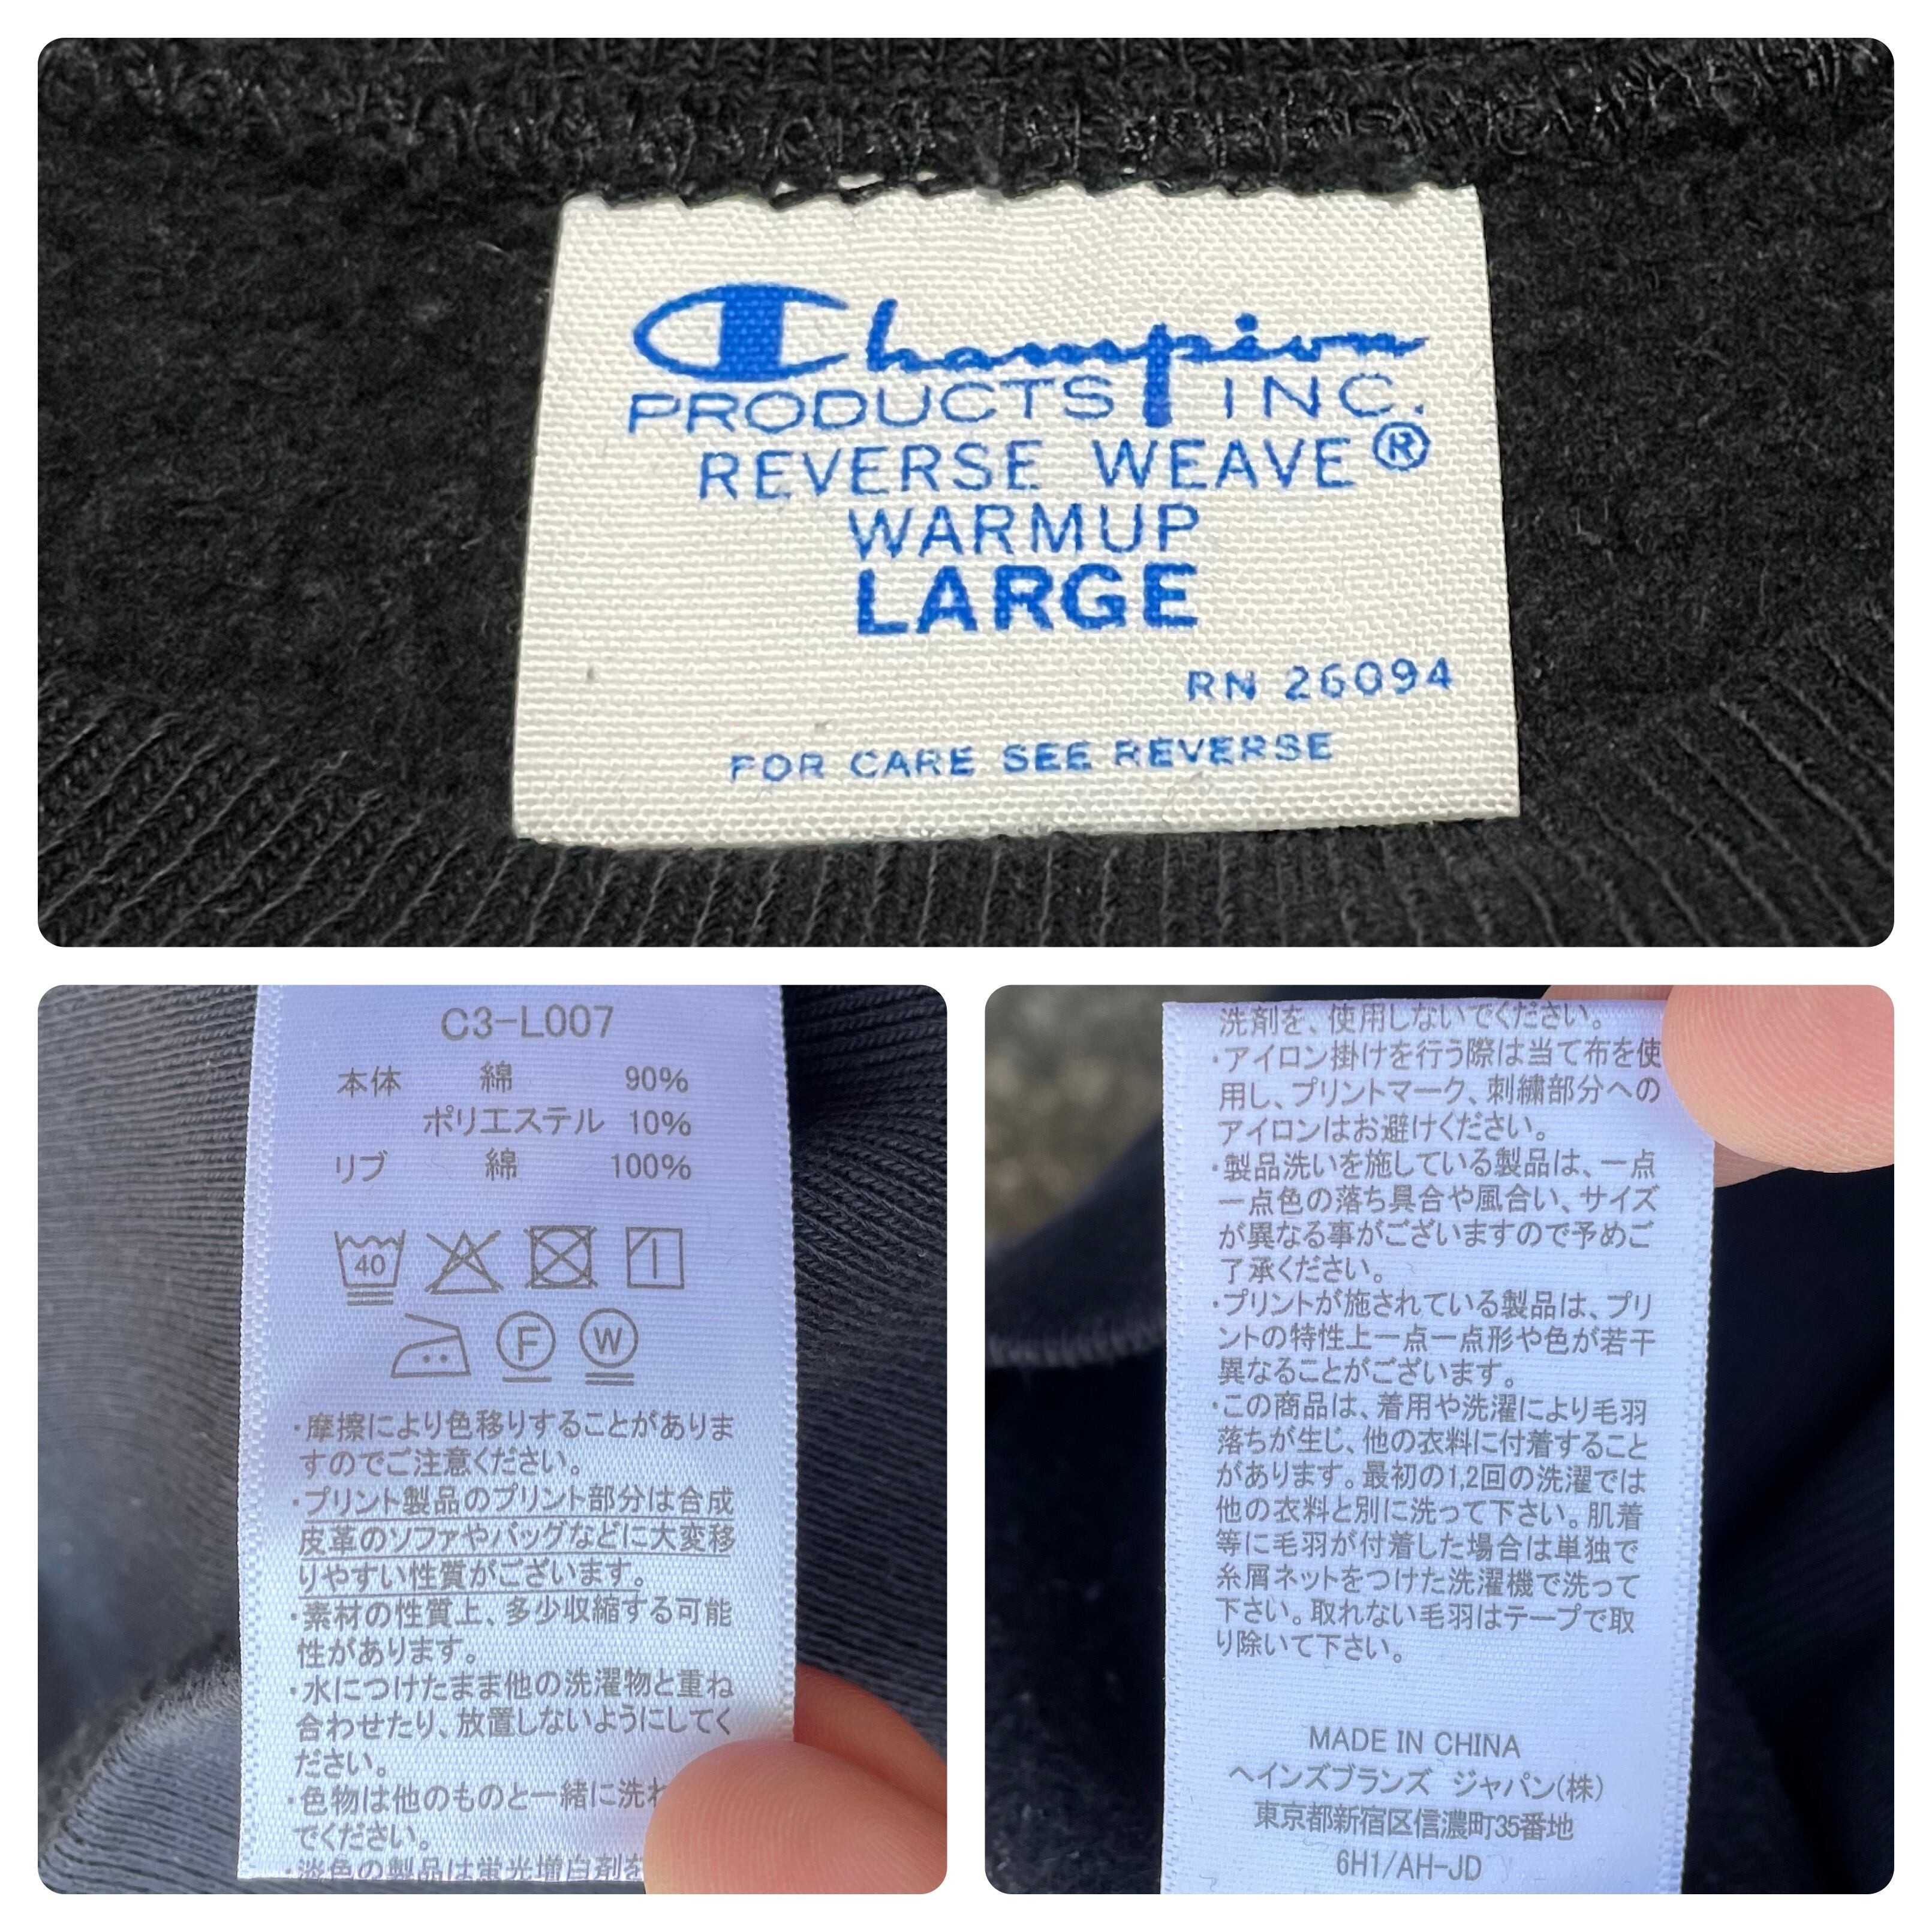 Champion
PRODUCTS INC.
REVERSE WEAVE®
WARMUP
LARGE
RN 26094
FOR CARE SEE REVERSE
C3-L007
本体 綿 90%
ポリエステル 10%
リブ 綿 100%
40
F W
・摩擦により色移りすることがありま
すのでご注意ください。
・プリント製品のプリント部分は合成
皮革のソファやバッグなどに大変移
りやすい性質がございます。
・素材の性質上、多少収縮する可能
性があります。
・水につけたまま他の洗濯物と重ね
合わせたり、放置しないようにしてく
ださい。
・色物は他のものと一緒に洗わ
でください。
・淡色の製品は蛍光増白剤を
洗剤を、使用しないでください。
・アイロン掛けを行う際は当て布を使
用し、プリントマーク、刺繍部分への
アイロンはお避けください。
・製品洗いを施している製品は、一点
一点色の落ち具合や風合い、サイズ
が異なる事がございますので予めご
了承ください。
・プリントが施されている製品は、プリ
ントの特性上一点一点形や色が若干
異なることがございます。
・この商品は、着用や洗濯により毛羽
落ちが生じ、他の衣料に付着すること
があります。最初の1,2回の洗濯では
他の衣料と別に洗って下さい。肌着
等に毛羽が付着した場合は単独で
糸屑ネットをつけた洗濯機で洗って
下さい。取れない毛羽はテープで取
り除いて下さい。
MADE IN CHINA
ヘインズブランズ ジャパン(株)
東京都新宿区信濃町35番地
6H1/AH-JD